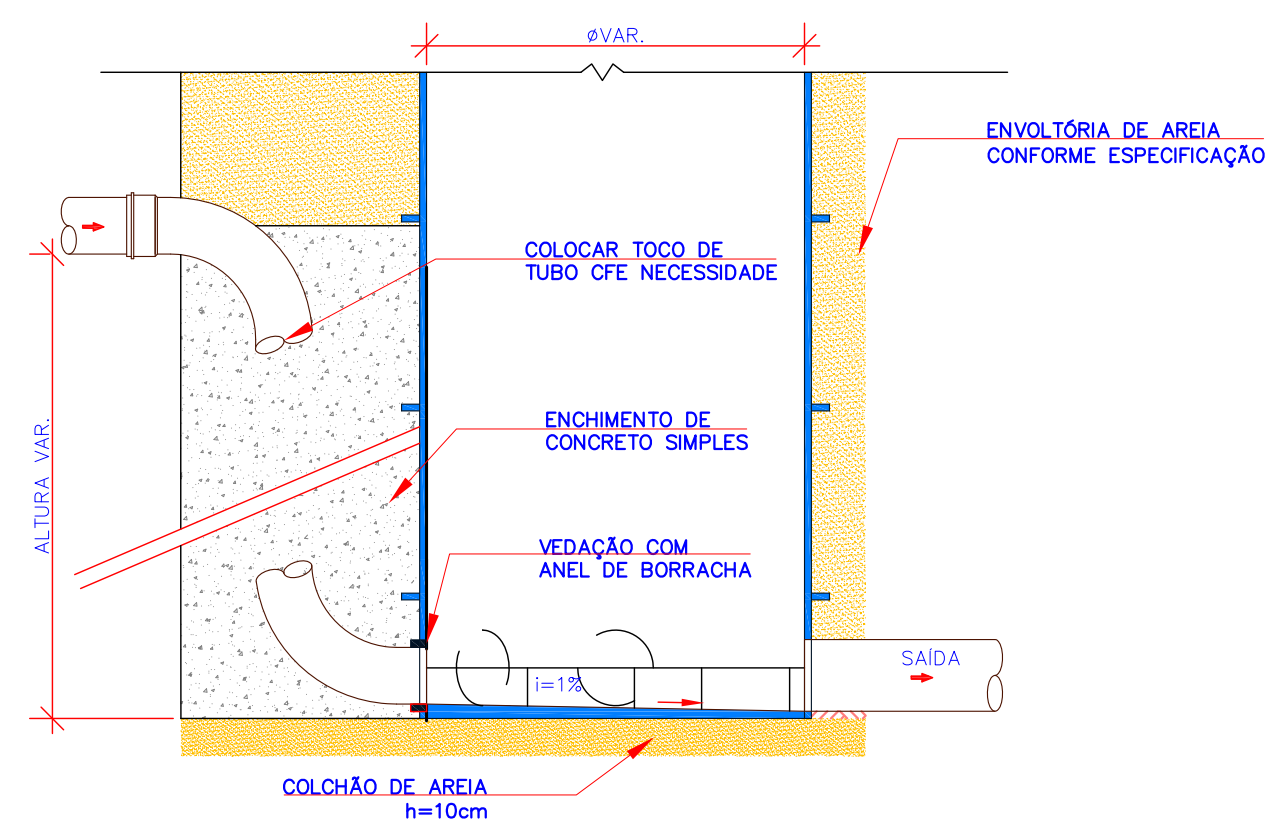 øVAR.
ENVOLTÓRIA DE AREIA
CONFORME ESPECIFICAÇÃO
COLOCAR TOCO DE
TUBO CFE NECESSIDADE
ALTURA VAR.
ENCHIMENTO DE
CONCRETO SIMPLES
VEDAÇÃO COM
ANEL DE BORRACHA
SAÍDA
i=1%
COLCHÃO DE AREIA
h=10cm